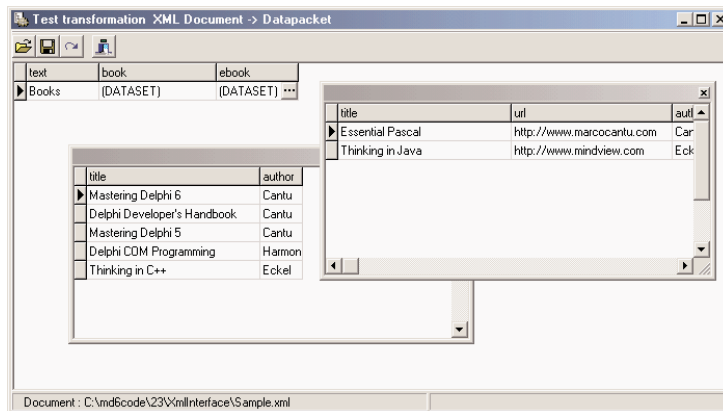 Test transformation XML Document -> Datapacket
text book ebook
Books (DATASET) (DATASET) ...
title url
Essential Pascal http://www.marcocantu.com
Thinking in Java http://www.mindview.com
title author
Mastering Delphi 6 Cantu
Delphi Developer's Handbook Cantu
Mastering Delphi 5 Cantu
Delphi COM Programming Harmon
Thinking in C++ Eckel
Document : C:\md6code\23\XmlInterface\Sample.xml